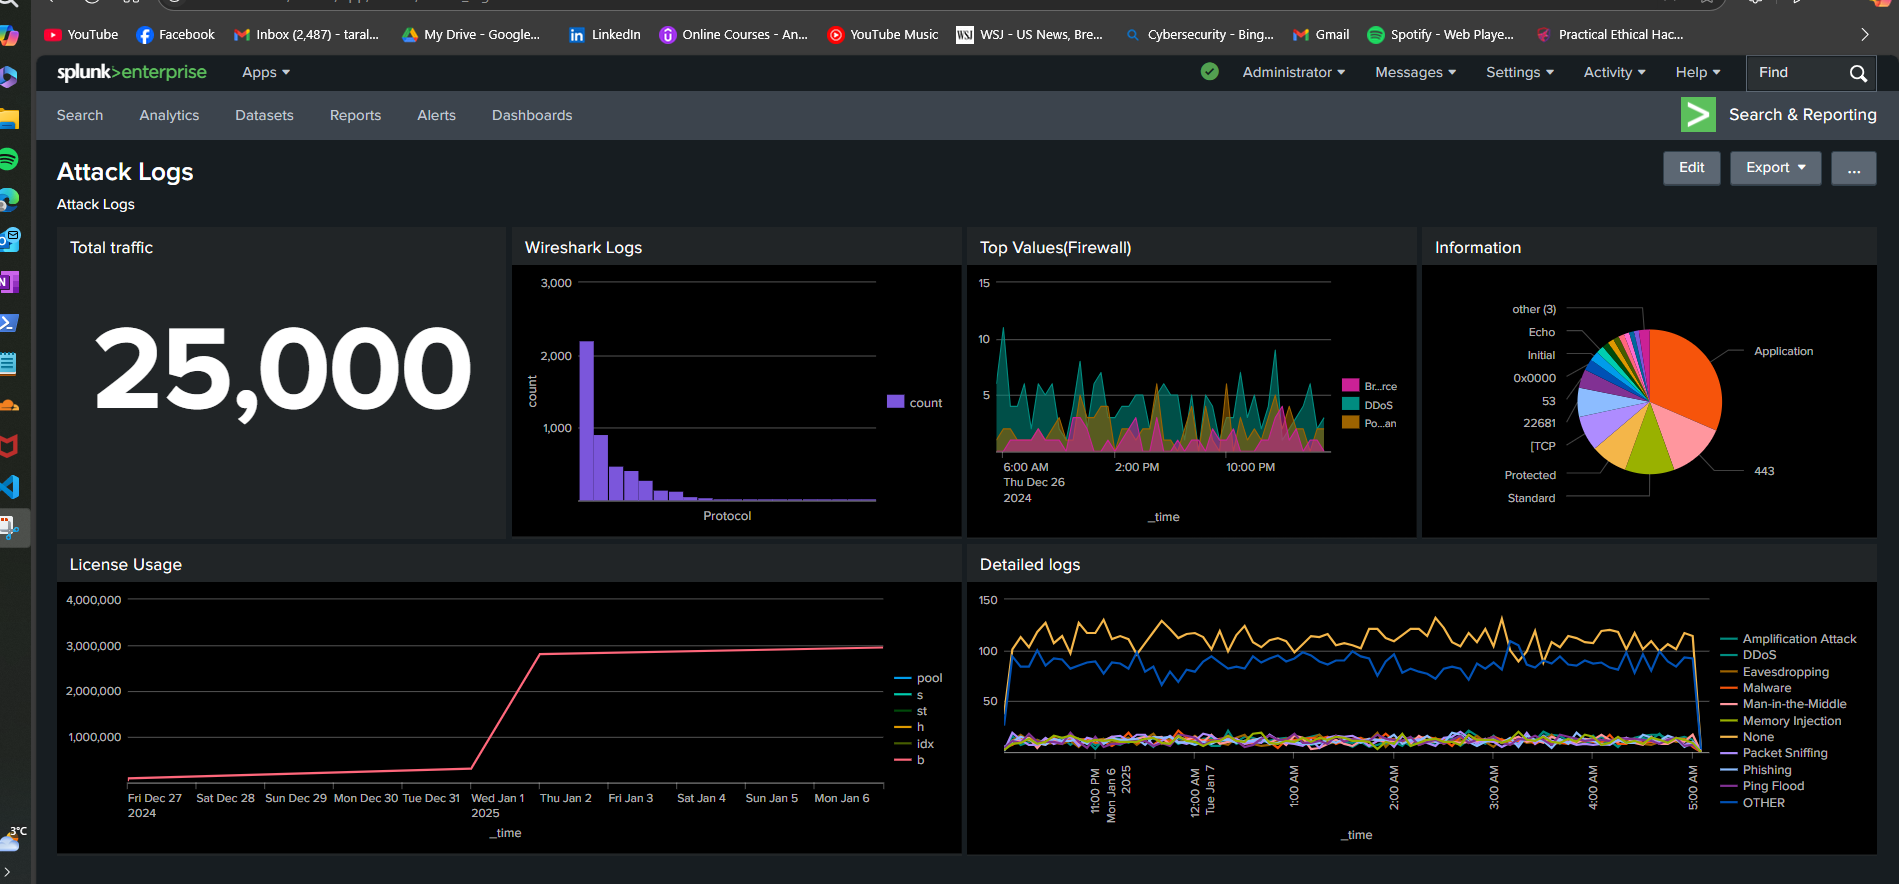 YouTube Facebook Inbox (2,487) - taral... My Drive - Google... LinkedIn Online Courses - An... YouTube Music WSJ WSJ - US News, Bre... Cybersecurity - Bing... Gmail Spotify - Web Playe... Practical Ethical Hac...
splunk>enterprise Apps Administrator Messages Settings Activity Help Find
Search Analytics Datasets Reports Alerts Dashboards Search & Reporting
Attack Logs
Edit Export ...
Attack Logs
Total traffic
25,000
Wireshark Logs
3,000
2,000
1,000
count
Protocol
count
Top Values(Firewall)
15
10
5
6:00 AM
Thu Dec 26
2024
2:00 PM
10:00 PM
_time
Br...rce
DDoS
Po...an
Information
other (3)
Echo
Initial
0x0000
53
22681
[TCP
Protected
Standard
Application
443
License Usage
4,000,000
3,000,000
2,000,000
1,000,000
Fri Dec 27
2024
Sat Dec 28
Sun Dec 29
Mon Dec 30
Tue Dec 31
Wed Jan 1
2025
Thu Jan 2
Fri Jan 3
Sat Jan 4
Sun Jan 5
Mon Jan 6
_time
pool
s
st
h
idx
b
Detailed logs
150
100
50
11:00 PM
Mon Jan 6
2025
12:00 AM
Tue Jan 7
1:00 AM
2:00 AM
3:00 AM
4:00 AM
5:00 AM
_time
Amplification Attack
DDoS
Eavesdropping
Malware
Man-in-the-Middle
Memory Injection
None
Packet Sniffing
Phishing
Ping Flood
OTHER
3°C